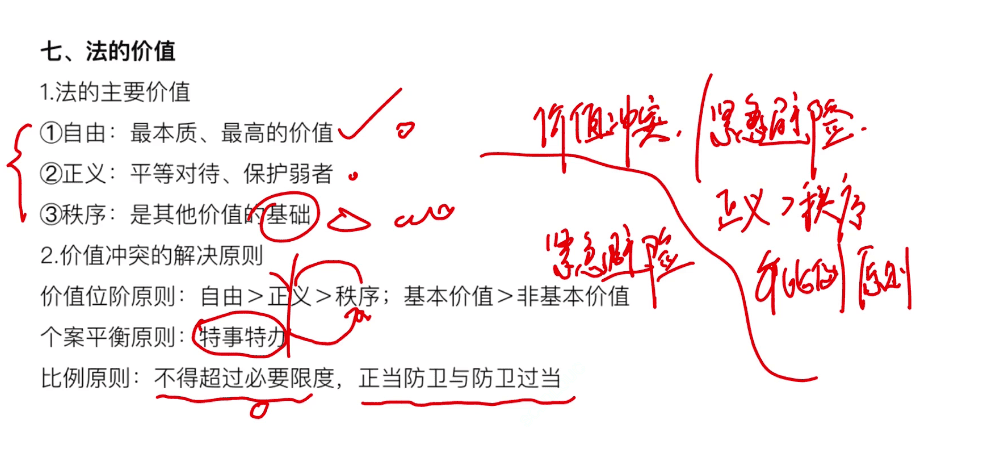 七、法的价值
1.法的主要价值
①自由：最本质、最高的价值
②正义：平等对待、保护弱者
③秩序：是其他价值的基础
2.价值冲突的解决原则
价值位阶原则：自由＞正义＞秩序；基本价值＞非基本价值
个案平衡原则：特事特办
比例原则：不得超过必要限度，正当防卫与防卫过当
价值冲突.
紧急避险.
正义＞秩序
紧急避险
原则